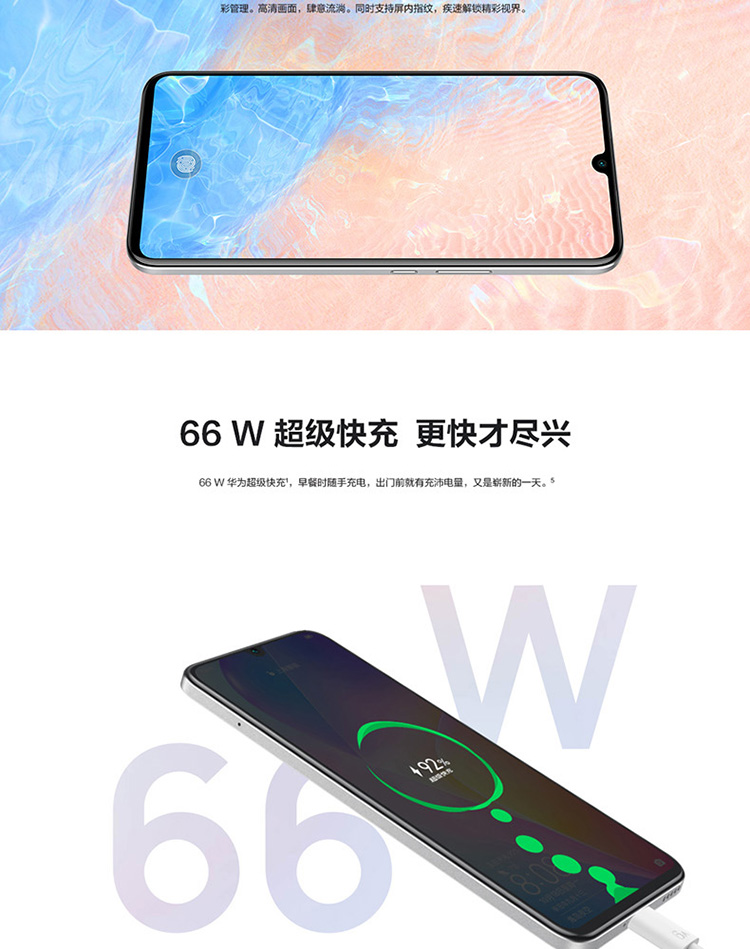 彩管理。高清画面，肆意流淌。同时支持屏内指纹，疾速解锁精彩视界。
66 W 超级快充 更快才尽兴
66 W 华为超级快充¹，早餐时随手充电，出门前就有充沛电量，又是崭新的一天。⁵
W
66
92%
超级快充
8:08
6A